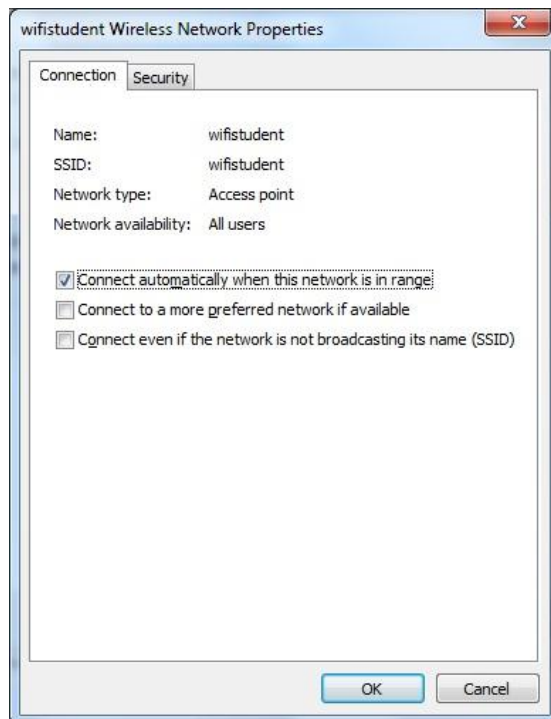 wifistudent Wireless Network Properties
Connection Security
Name: wifistudent
SSID: wifistudent
Network type: Access point
Network availability: All users
Connect automatically when this network is in range
Connect to a more preferred network if available
Connect even if the network is not broadcasting its name (SSID)
OK Cancel